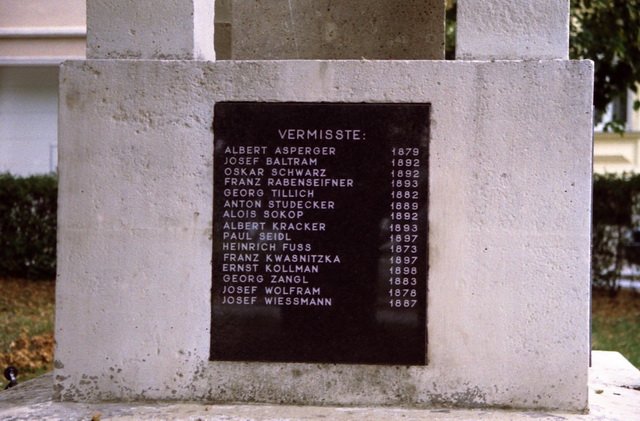 VERMISSTE:
ALBERT ASPERGER 1879
JOSEF BALTRAM 1892
OSKAR SCHWARZ 1892
FRANZ RABENSEIFNER 1893
GEORG TILLICH 1882
ANTON STUDECKER 1889
ALOIS SOKOP 1892
ALBERT KRACKER 1893
PAUL SEIDL 1897
HEINRICH FUSS 1873
FRANZ KWASNITZKA 1897
ERNST KOLLMAN 1898
GEORG ZANGL 1883
JOSEF WOLFRAM 1878
JOSEF WIESSMANN 1887